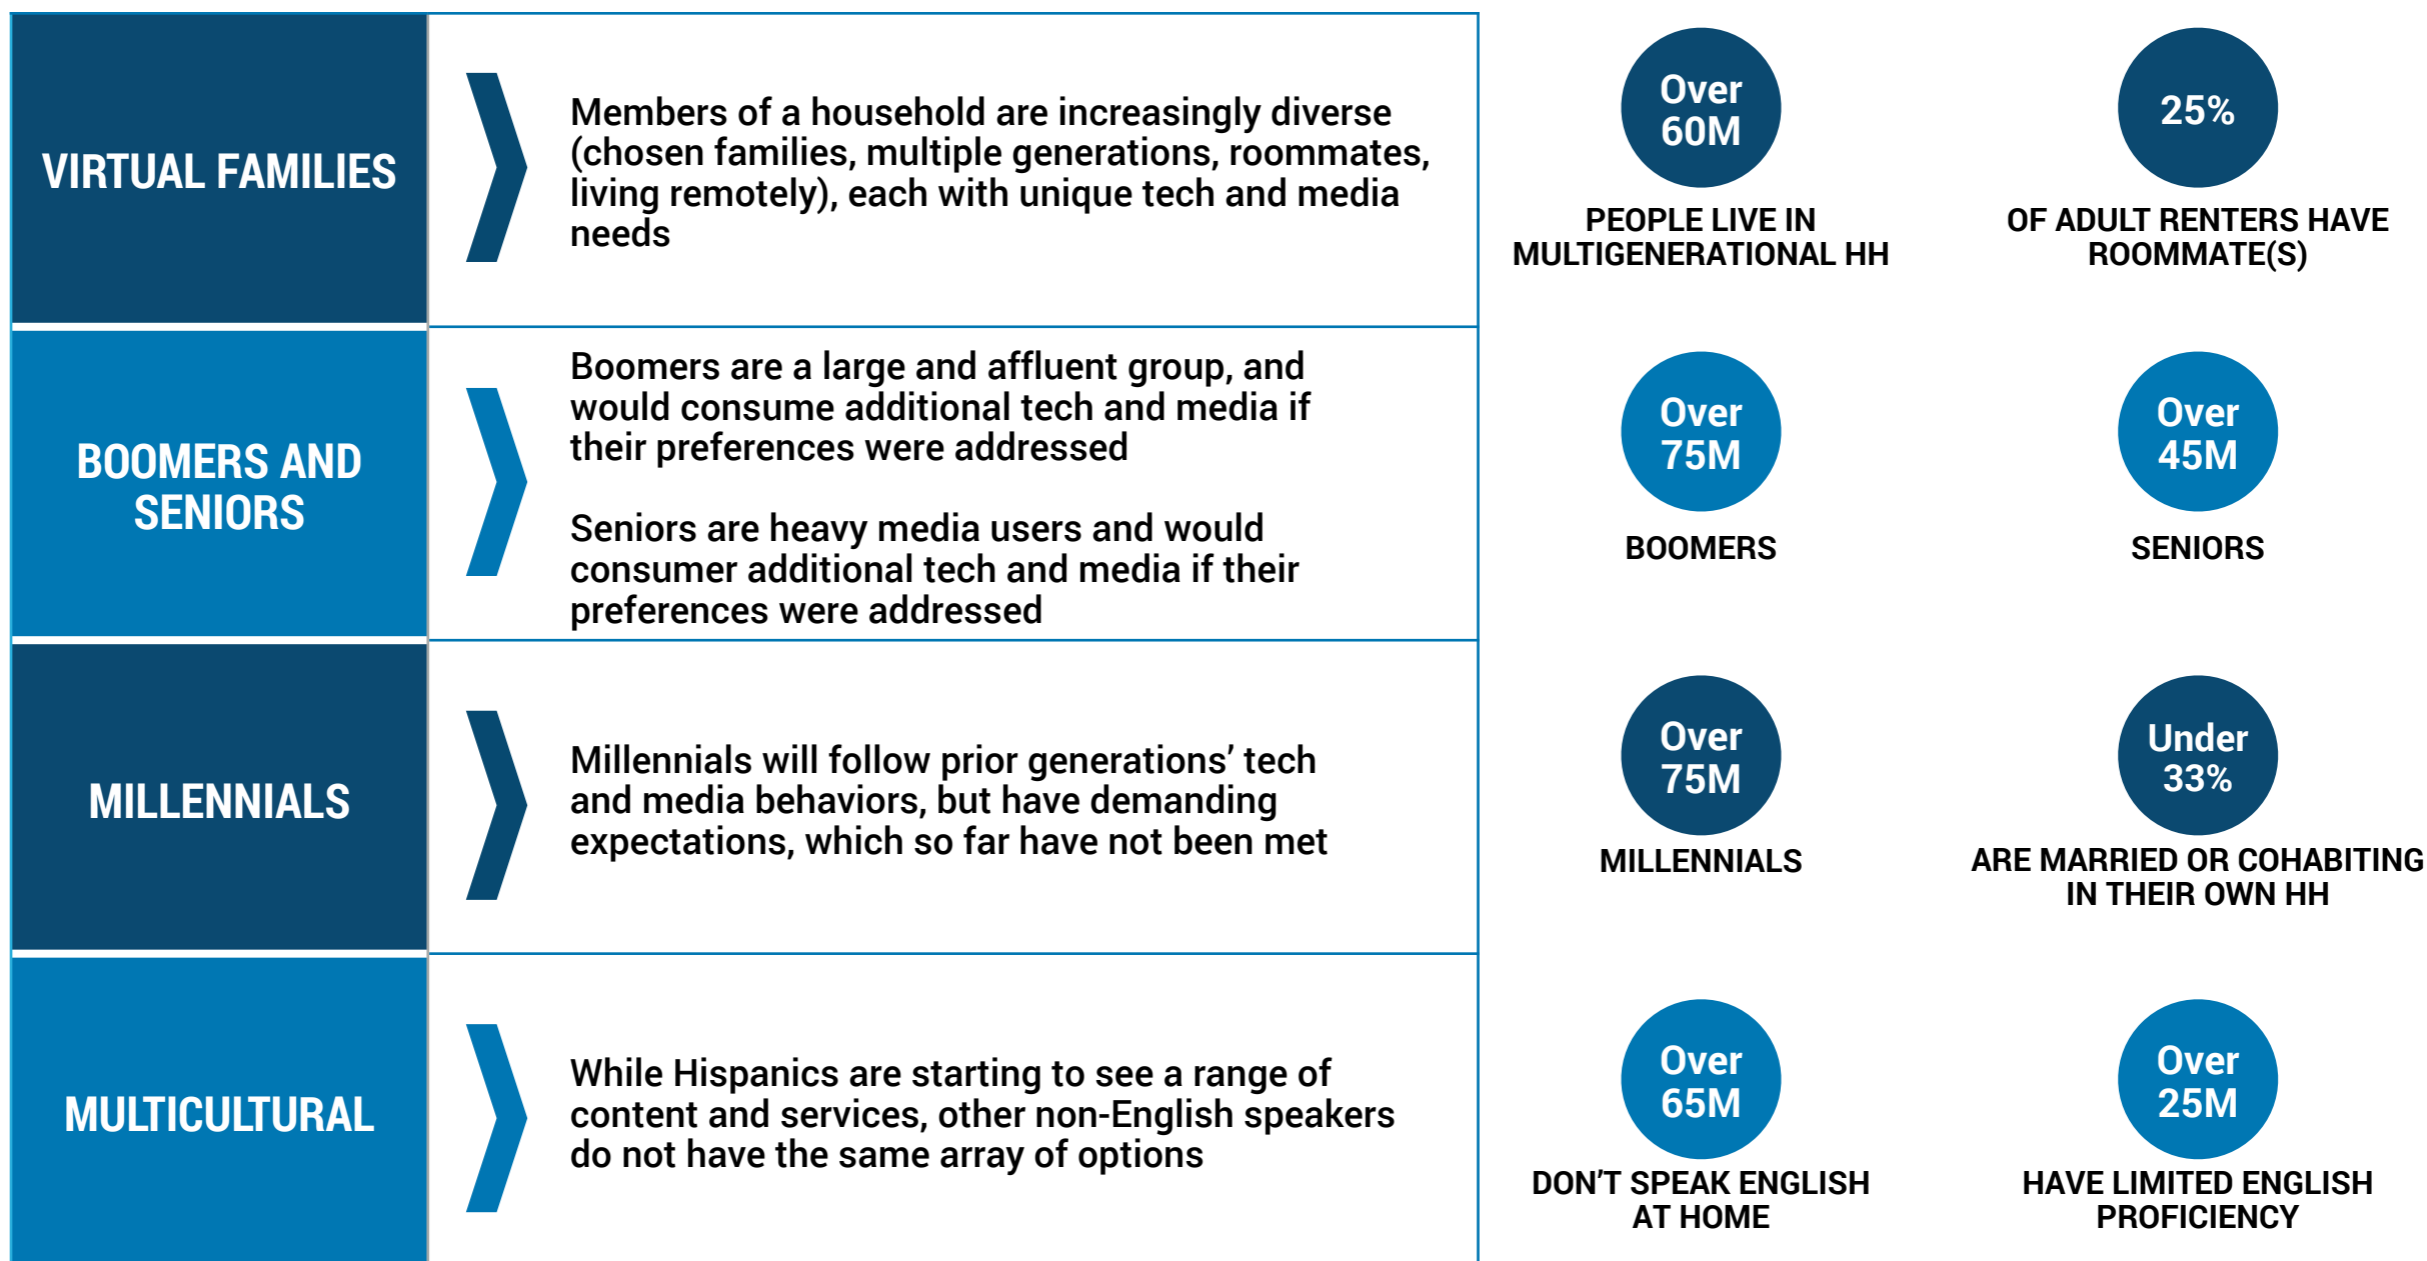 VIRTUAL FAMILIES
Members of a household are increasingly diverse
(chosen families, multiple generations, roommates,
living remotely), each with unique tech and media
needs
Over
60M
PEOPLE LIVE IN
MULTIGENERATIONAL HH
25%
OF ADULT RENTERS HAVE
ROOMMATE(S)
BOOMERS AND
SENIORS
Boomers are a large and affluent group, and
would consume additional tech and media if
their preferences were addressed
Seniors are heavy media users and would
consumer additional tech and media if their
preferences were addressed
Over
75M
BOOMERS
Over
45M
SENIORS
MILLENNIALS
Millennials will follow prior generations’ tech
and media behaviors, but have demanding
expectations, which so far have not been met
Over
75M
MILLENNIALS
Under
33%
ARE MARRIED OR COHABITING
IN THEIR OWN HH
MULTICULTURAL
While Hispanics are starting to see a range of
content and services, other non-English speakers
do not have the same array of options
Over
65M
DON’T SPEAK ENGLISH
AT HOME
Over
25M
HAVE LIMITED ENGLISH
PROFICIENCY